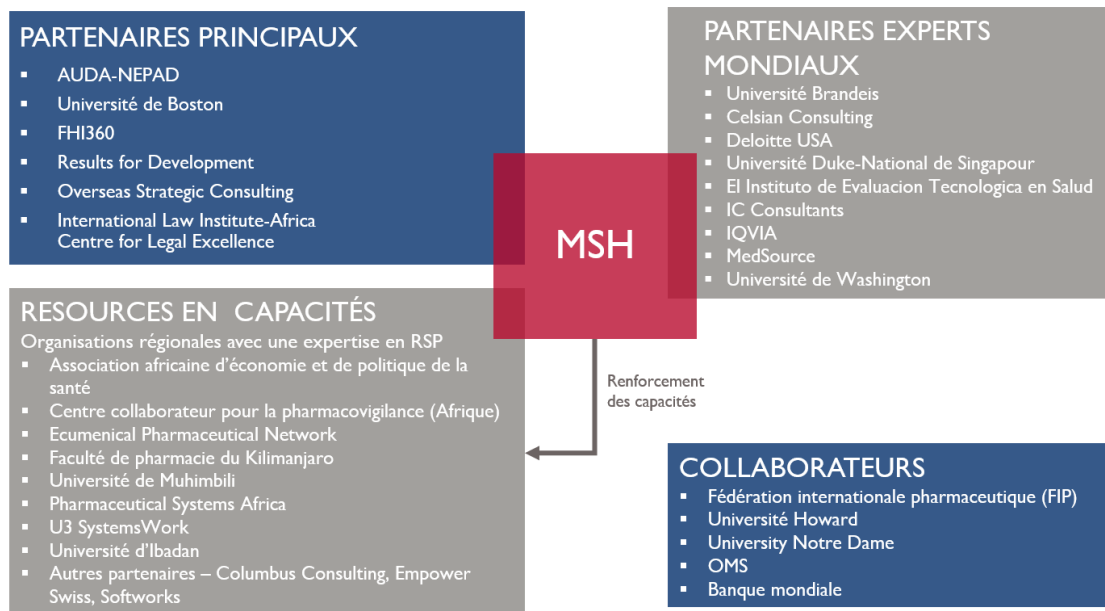 PARTENAIRES PRINCIPAUX
▪ AUDA-NEPAD
▪ Université de Boston
▪ FHI360
▪ Results for Development
▪ Overseas Strategic Consulting
▪ International Law Institute-Africa
Centre for Legal Excellence
PARTENAIRES EXPERTS
MONDIAUX
▪ Université Brandeis
▪ Celsian Consulting
▪ Deloitte USA
▪ Université Duke-National de Singapour
▪ El Instituto de Evaluacion Tecnologica en Salud
▪ IC Consultants
▪ IQVIA
▪ MedSource
▪ Université de Washington
MSH
RESOURCES EN CAPACITÉS
Organisations régionales avec une expertise en RSP
▪ Association africaine d'économie et de politique de la
santé
▪ Centre collaborateur pour la pharmacovigilance (Afrique)
▪ Ecumenical Pharmaceutical Network
▪ Faculté de pharmacie du Kilimanjaro
▪ Université de Muhimbili
▪ Pharmaceutical Systems Africa
▪ U3 SystemsWork
▪ Université d'Ibadan
▪ Autres partenaires – Columbus Consulting, Empower
Swiss, Softworks
Renforcement
des capacités
COLLABORATEURS
▪ Fédération internationale pharmaceutique (FIP)
▪ Université Howard
▪ University Notre Dame
▪ OMS
▪ Banque mondiale